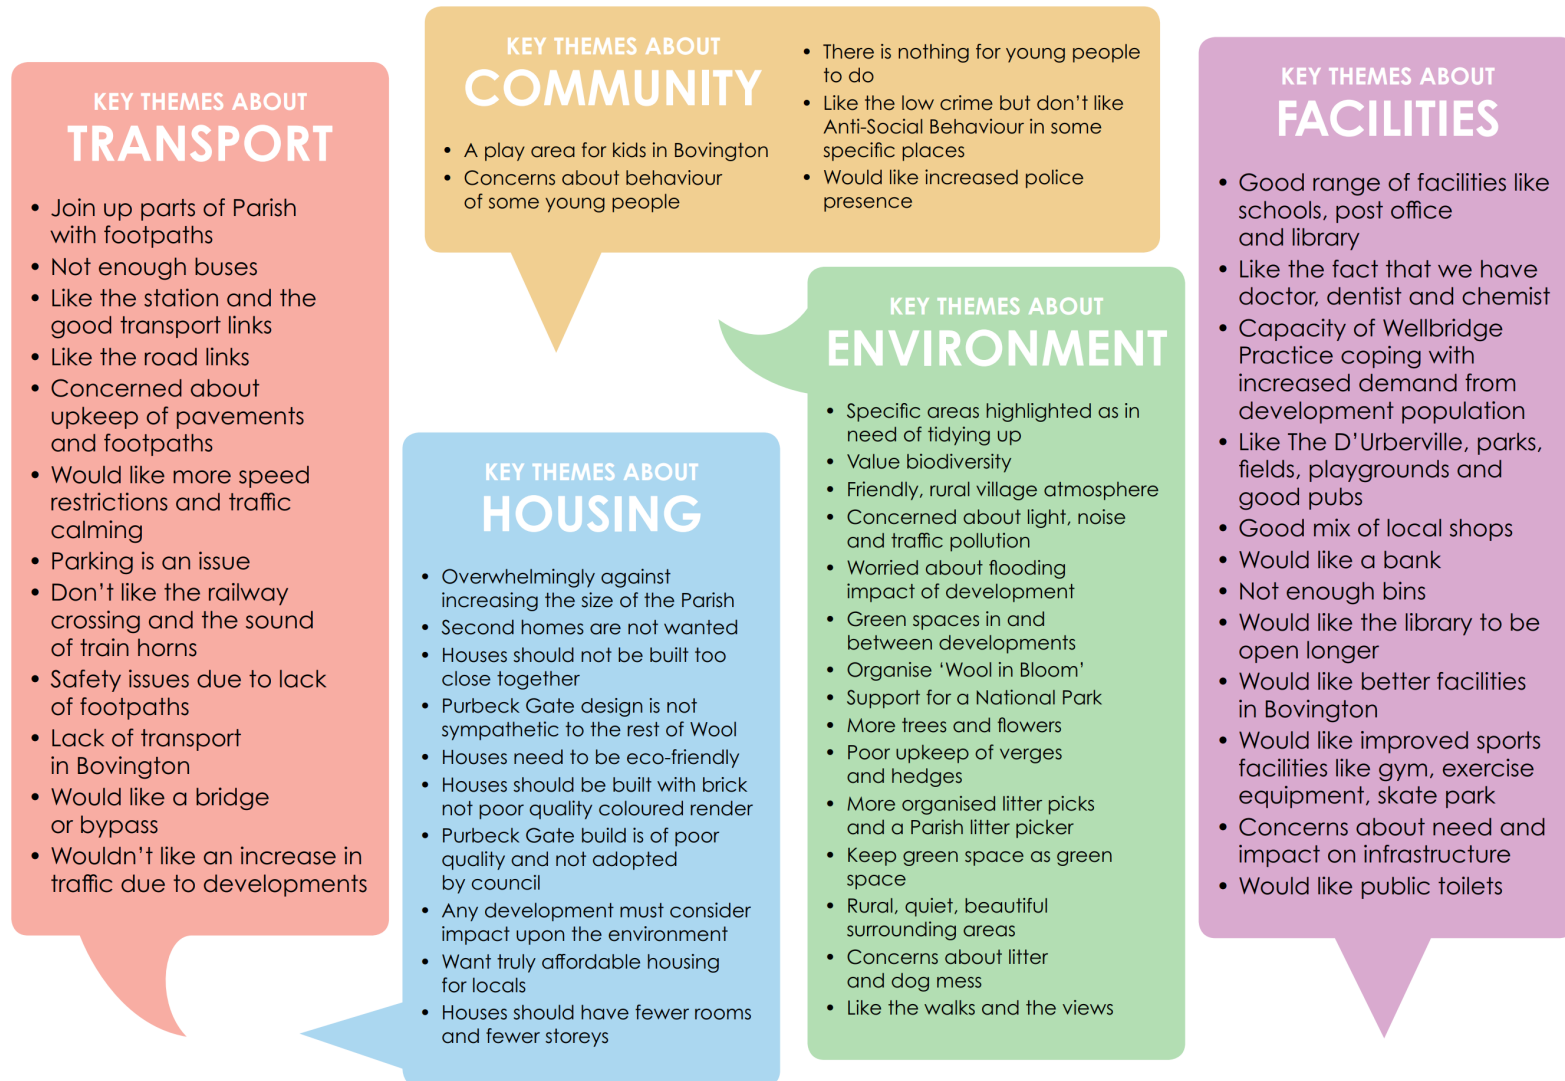 KEY THEMES ABOUT
TRANSPORT
• Join up parts of Parish
with footpaths
• Not enough buses
• Like the station and the
good transport links
• Like the road links
• Concerned about
upkeep of pavements
and footpaths
• Would like more speed
restrictions and traffic
calming
• Parking is an issue
• Don't like the railway
crossing and the sound
of train horns
• Safety issues due to lack
of footpaths
• Lack of transport
in Bovington
• Would like a bridge
or bypass
• Wouldn't like an increase in
traffic due to developments
KEY THEMES ABOUT
COMMUNITY
• A play area for kids in Bovington
• Concerns about behaviour
of some young people
• There is nothing for young people
to do
• Like the low crime but don't like
Anti-Social Behaviour in some
specific places
• Would like increased police
presence
KEY THEMES ABOUT
HOUSING
• Overwhelmingly against
increasing the size of the Parish
• Second homes are not wanted
• Houses should not be built too
close together
• Purbeck Gate design is not
sympathetic to the rest of Wool
• Houses need to be eco-friendly
• Houses should be built with brick
not poor quality coloured render
• Purbeck Gate build is of poor
quality and not adopted
by council
• Any development must consider
impact upon the environment
• Want truly affordable housing
for locals
• Houses should have fewer rooms
and fewer storeys
KEY THEMES ABOUT
ENVIRONMENT
• Specific areas highlighted as in
need of tidying up
• Value biodiversity
• Friendly, rural village atmosphere
• Concerned about light, noise
and traffic pollution
• Worried about flooding
impact of development
• Green spaces in and
between developments
• Organise 'Wool in Bloom'
• Support for a National Park
• More trees and flowers
• Poor upkeep of verges
and hedges
• More organised litter picks
and a Parish litter picker
• Keep green space as green
space
• Rural, quiet, beautiful
surrounding areas
• Concerns about litter
and dog mess
• Like the walks and the views
KEY THEMES ABOUT
FACILITIES
• Good range of facilities like
schools, post office
and library
• Like the fact that we have
doctor, dentist and chemist
• Capacity of Wellbridge
Practice coping with
increased demand from
development population
• Like The D'Urberville, parks,
fields, playgrounds and
good pubs
• Good mix of local shops
• Would like a bank
• Not enough bins
• Would like the library to be
open longer
• Would like better facilities
in Bovington
• Would like improved sports
facilities like gym, exercise
equipment, skate park
• Concerns about need and
impact on infrastructure
• Would like public toilets